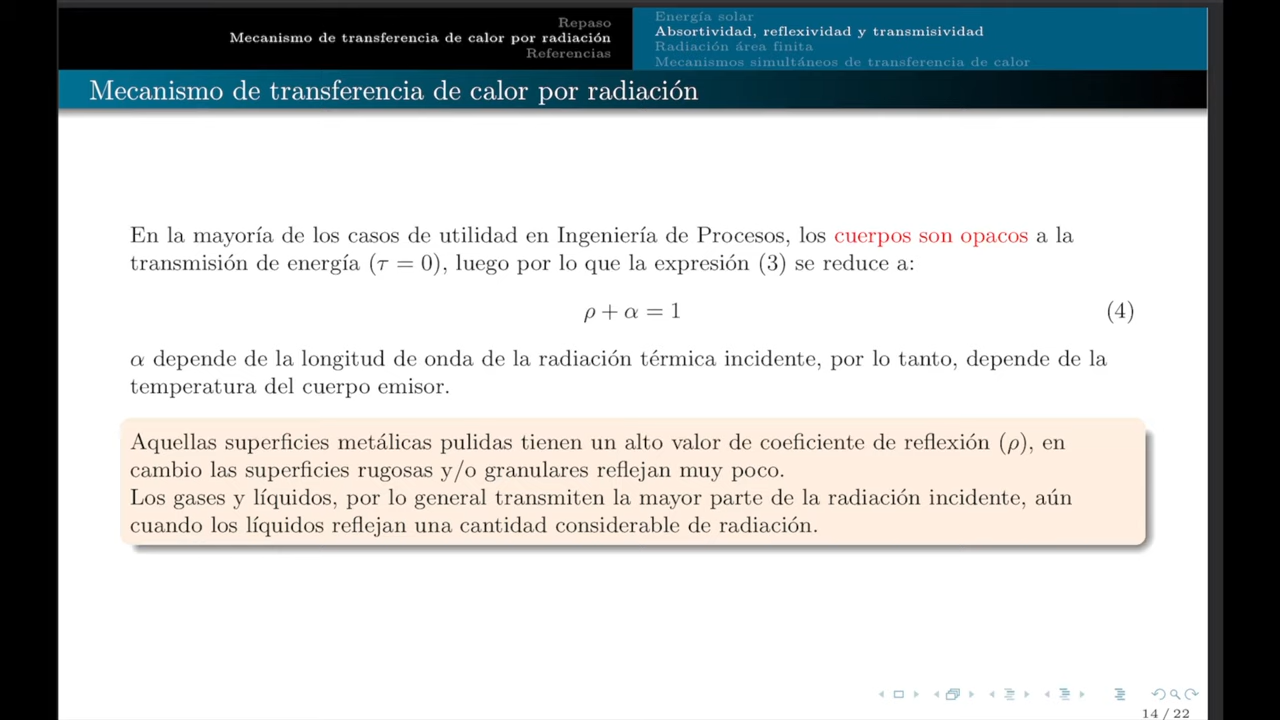 Repaso
Mecanismo de transferencia de calor por radiación
Referencias
Energía solar
Absortividad, reflexividad y transmisividad
Radiación área finita
Mecanismos simultáneos de transferencia de calor
Mecanismo de transferencia de calor por radiación
En la mayoría de los casos de utilidad en Ingeniería de Procesos, los cuerpos son opacos a la
transmisión de energía (τ = 0), luego por lo que la expresión (3) se reduce a:
ρ + α = 1 (4)
α depende de la longitud de onda de la radiación térmica incidente, por lo tanto, depende de la
temperatura del cuerpo emisor.
Aquellas superficies metálicas pulidas tienen un alto valor de coeficiente de reflexión (ρ), en
cambio las superficies rugosas y/o granulares reflejan muy poco.
Los gases y líquidos, por lo general transmiten la mayor parte de la radiación incidente, aún
cuando los líquidos reflejan una cantidad considerable de radiación.
14 / 22